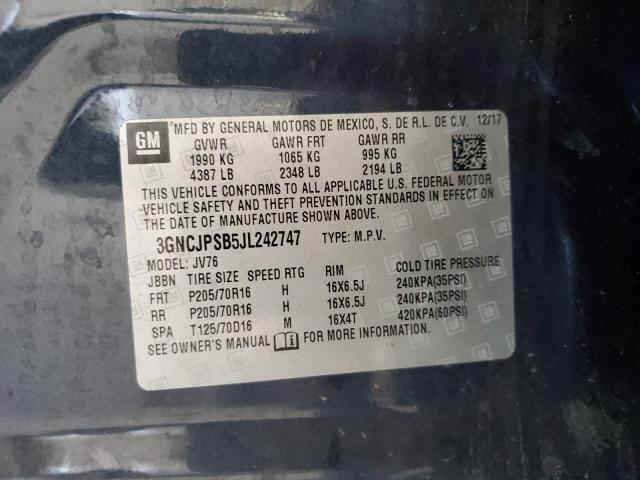 GM
MFD BY GENERAL MOTORS DE MEXICO, S. DE R.L. DE C.V. 12/17
GVWR GAWR FRT GAWR RR
1990 KG 1065 KG 995 KG
4387 LB 2348 LB 2194 LB
THIS VEHICLE CONFORMS TO ALL APPLICABLE U.S. FEDERAL MOTOR
VEHICLE SAFETY AND THEFT PREVENTION STANDARDS IN EFFECT ON
THE DATE OF MANUFACTURE SHOWN ABOVE.
3GNCJPSB5JL242747 TYPE: M.P.V.
MODEL: JV76
JBBN TIRE SIZE SPEED RTG RIM COLD TIRE PRESSURE
FRT P205/70R16 H 16X6.5J 240KPA(35PSI)
RR P205/70R16 H 16X6.5J 240KPA(35PSI)
SPA T125/70D16 M 16X4T 420KPA(60PSI)
SEE OWNER'S MANUAL FOR MORE INFORMATION.